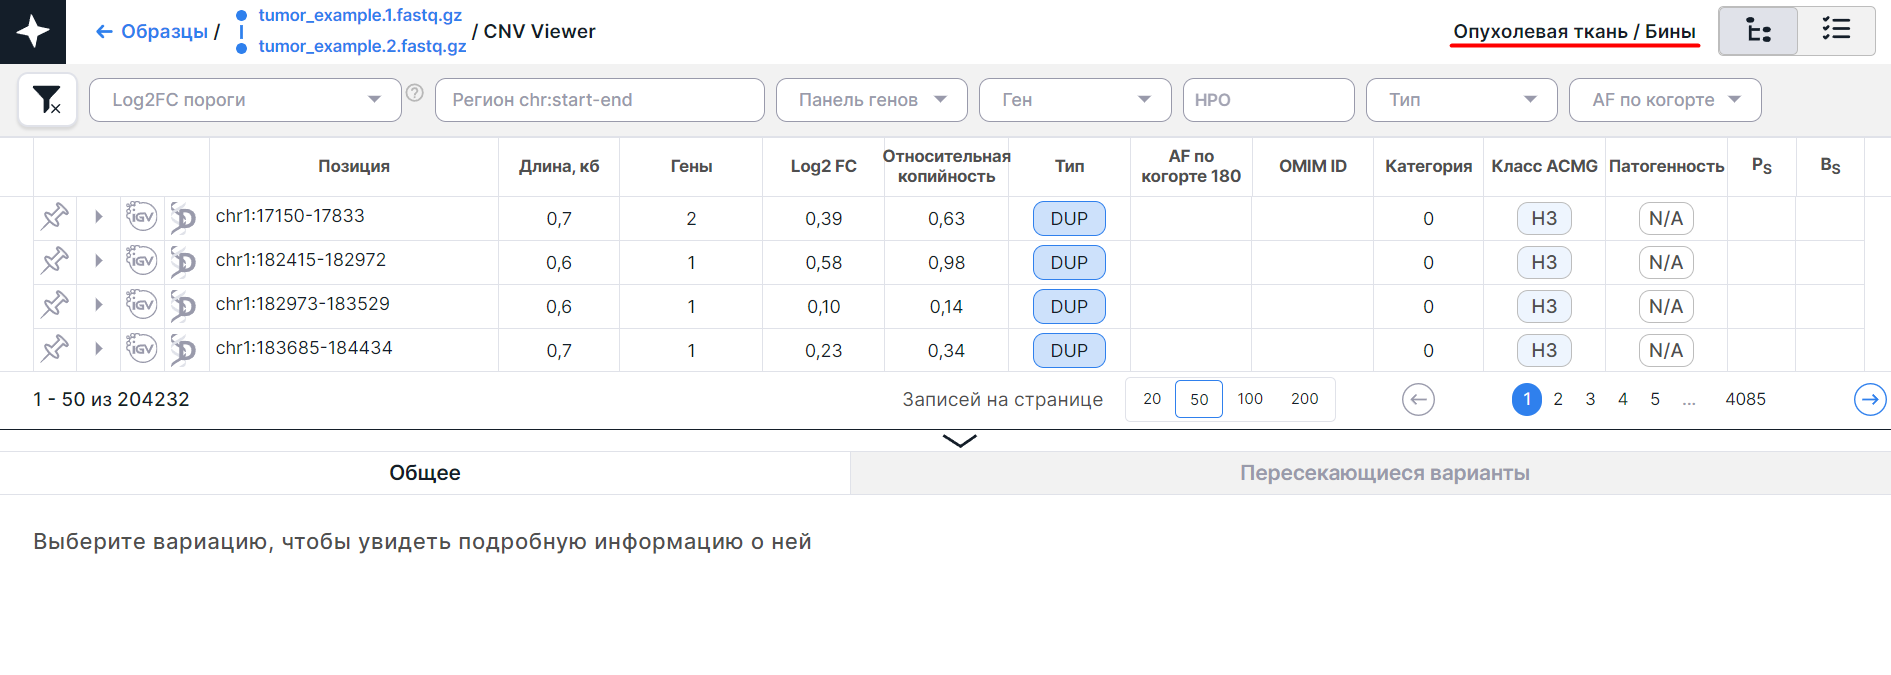 ← Образцы /
tumor_example.1.fastq.gz
tumor_example.2.fastq.gz
/ CNV Viewer
Опухолевая ткань / Бины
Log2FC пороги
?
Регион chr:start-end
Панель генов
Ген
HPO
Тип
AF по когорте
Позиция
Длина, кб
Гены
Log2 FC
Относительная копийность
Тип
AF по когорте 180
OMIM ID
Категория
Класс ACMG
Патогенность
PS
BS
IGV D chr1:17150-17833 0,7 2 0,39 0,63 DUP 0 НЗ N/A
IGV D chr1:182415-182972 0,6 1 0,58 0,98 DUP 0 НЗ N/A
IGV D chr1:182973-183529 0,6 1 0,10 0,14 DUP 0 НЗ N/A
IGV D chr1:183685-184434 0,7 1 0,23 0,34 DUP 0 НЗ N/A
1 - 50 из 204232
Записей на странице 20 50 100 200
← 1 2 3 4 5 ... 4085 →
Общее
Пересекающиеся варианты
Выберите вариацию, чтобы увидеть подробную информацию о ней